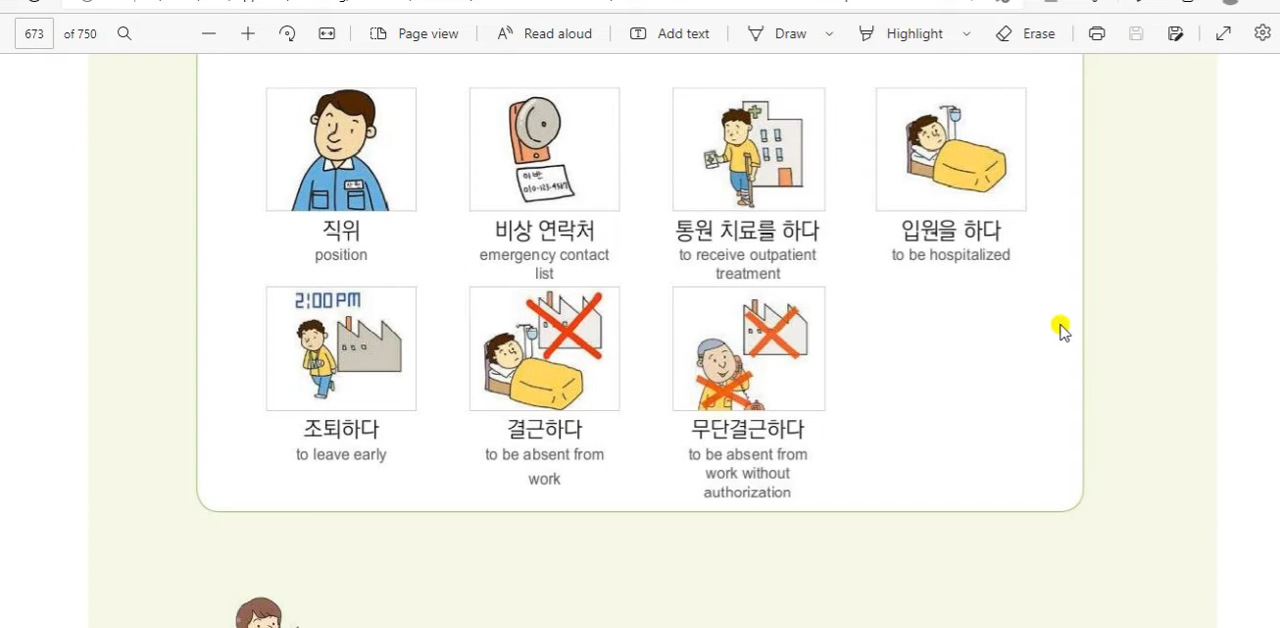 673 of 750 Page view Read aloud Add text Draw Highlight Erase
이반
직위 비상 연락처 통원 치료를 하다 입원을 하다
position emergency contact to receive outpatient to be hospitalized
list treatment
2:00 PM
조퇴하다 결근하다 무단결근하다
to leave early to be absent from to be absent from
work work without
authorization